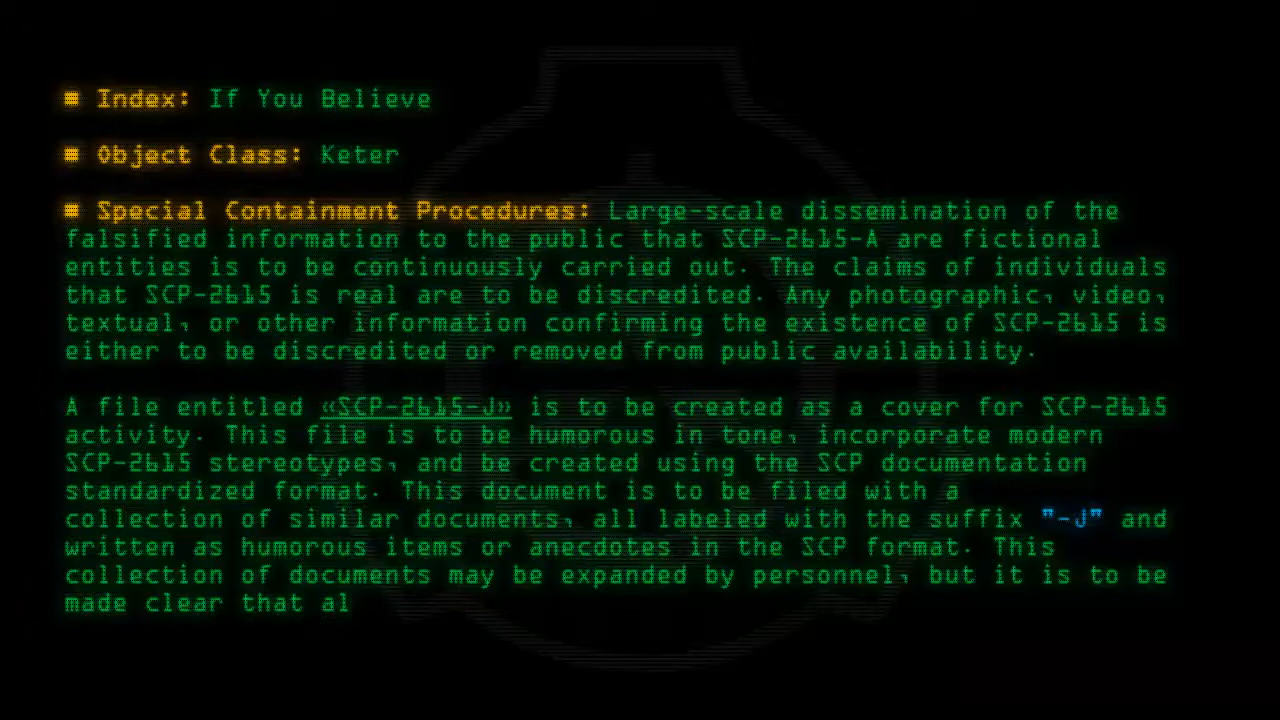 ■ Index: If You Believe
■ Object Class: Keter
■ Special Containment Procedures: Large-scale dissemination of the
falsified information to the public that SCP-2615-A are fictional
entities is to be continuously carried out. The claims of individuals
that SCP-2615 is real are to be discredited. Any photographic, video,
textual, or other information confirming the existence of SCP-2615 is
either to be discredited or removed from public availability.
A file entitled «SCP-2615-J» is to be created as a cover for SCP-2615
activity. This file is to be humorous in tone, incorporate modern
SCP-2615 stereotypes, and be created using the SCP documentation
standardized format. This document is to be filed with a
collection of similar documents, all labeled with the suffix "-J" and
written as humorous items or anecdotes in the SCP format. This
collection of documents may be expanded by personnel, but it is to be
made clear that al